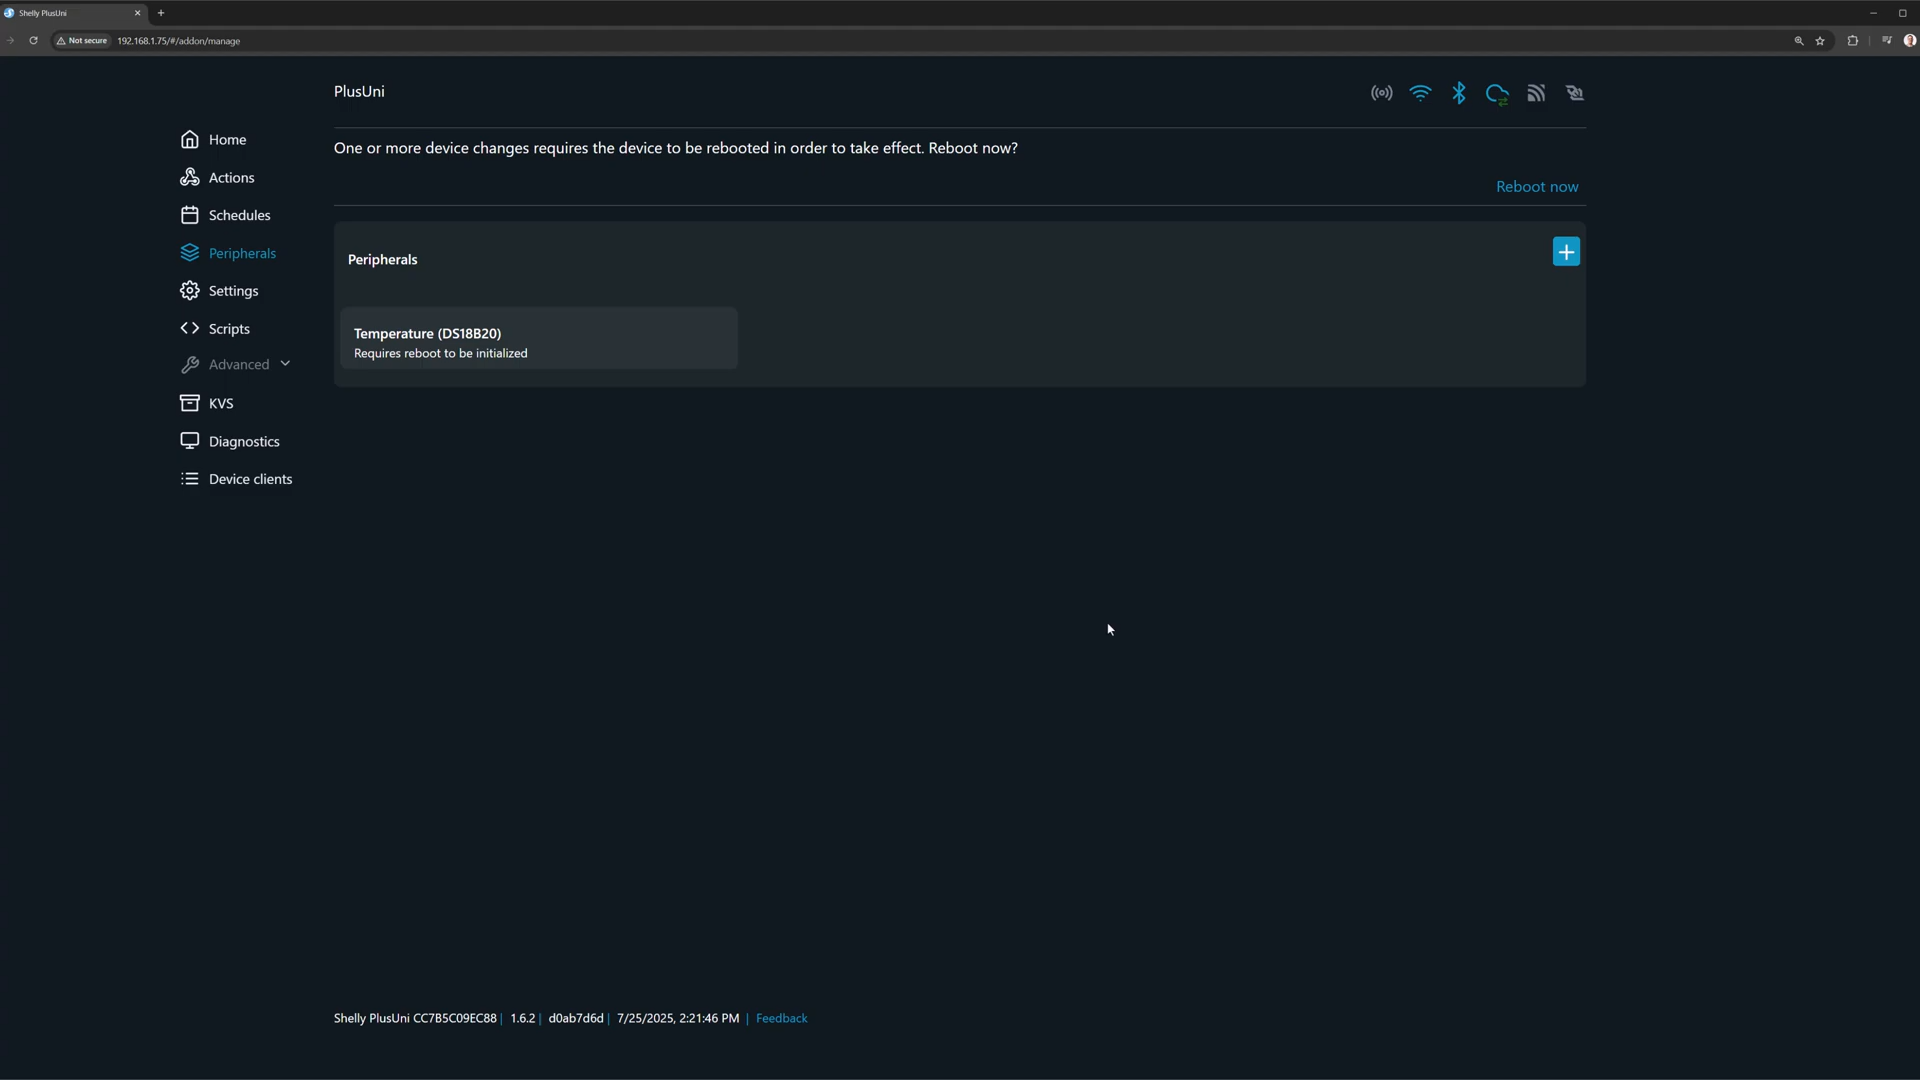 Shelly PlusUni
Not secure
192.168.1.75/#/addon/manage
PlusUni
Home
Actions
Schedules
Peripherals
Settings
Scripts
Advanced
KVS
Diagnostics
Device clients
One or more device changes requires the device to be rebooted in order to take effect. Reboot now?
Reboot now
Peripherals
Temperature (DS18B20)
Requires reboot to be initialized
Shelly PlusUni CC7B5C09EC88 | 1.6.2 | d0ab7d6d | 7/25/2025, 2:21:46 PM | Feedback